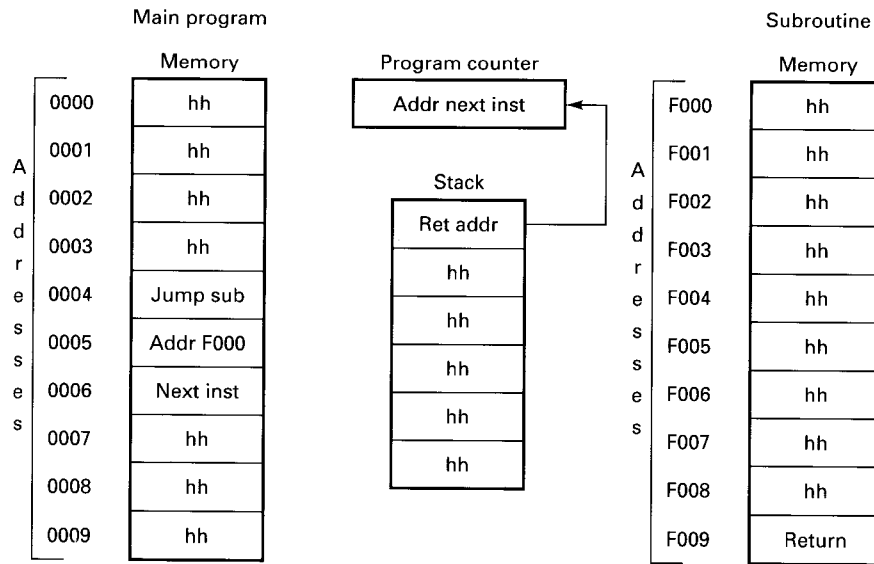 Main program
Memory
Addresses
0000 hh
0001 hh
0002 hh
0003 hh
0004 Jump sub
0005 Addr F000
0006 Next inst
0007 hh
0008 hh
0009 hh
Program counter
Addr next inst
Stack
Ret addr
hh
hh
hh
hh
hh
Subroutine
Memory
Addresses
F000 hh
F001 hh
F002 hh
F003 hh
F004 hh
F005 hh
F006 hh
F007 hh
F008 hh
F009 Return